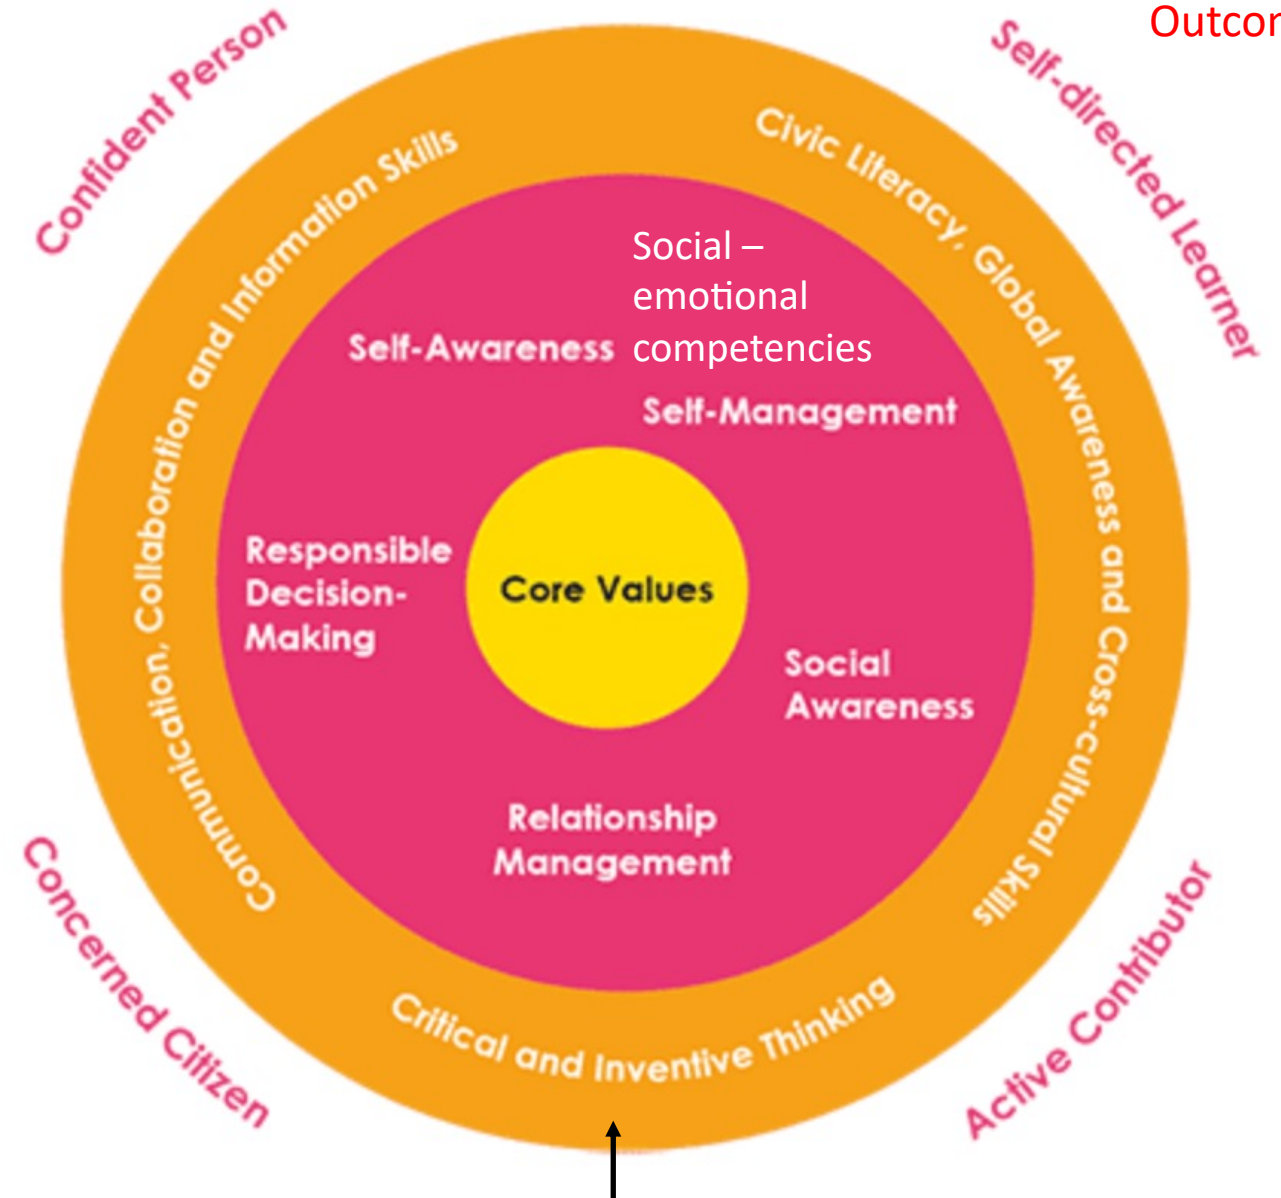 Outcor
Confident Person
Self-directed Learner
Communication, Collaboration and Information Skills
Civic Literacy, Global Awareness and Cross-cultural Skills
Social –
emotional
competencies
Self-Awareness
Self-Management
Responsible
Decision-
Making
Core Values
Social
Awareness
Relationship
Management
Critical and Inventive Thinking
Concerned Citizen
Active Contributor